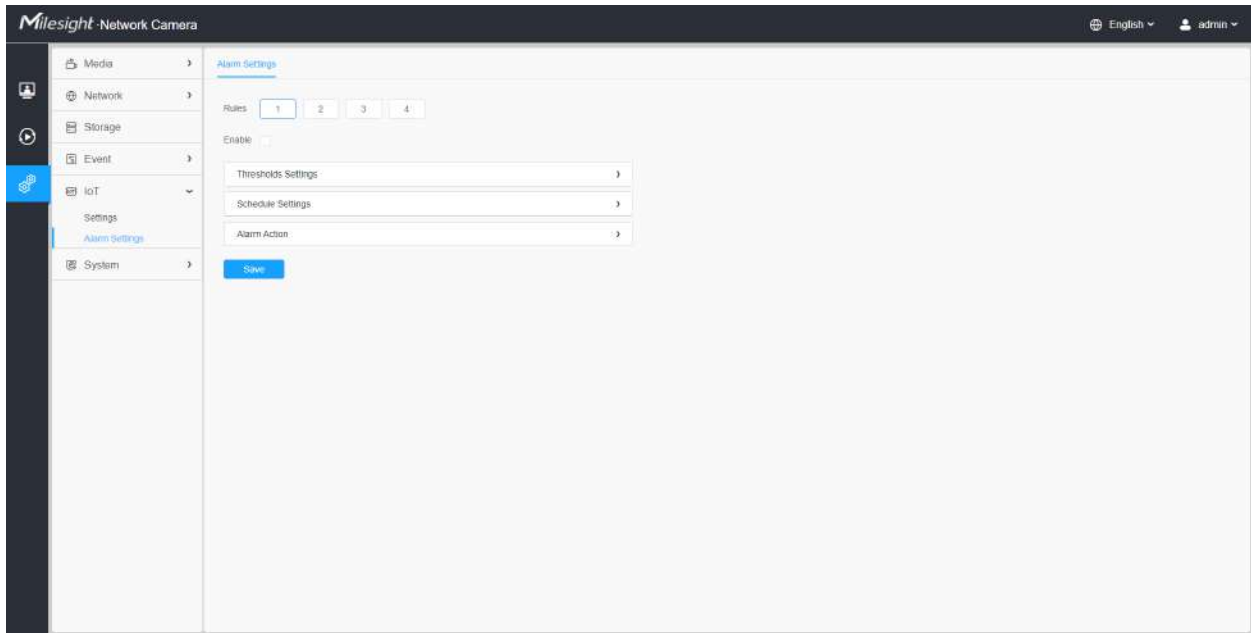 Milesight-Network Camera
English
admin
Media
Network
Storage
Event
IoT
Settings
Alarm Settings
System
Alarm Settings
Rules 1 2 3 4
Enable
Thresholds Settings
Schedule Settings
Alarm Action
Save